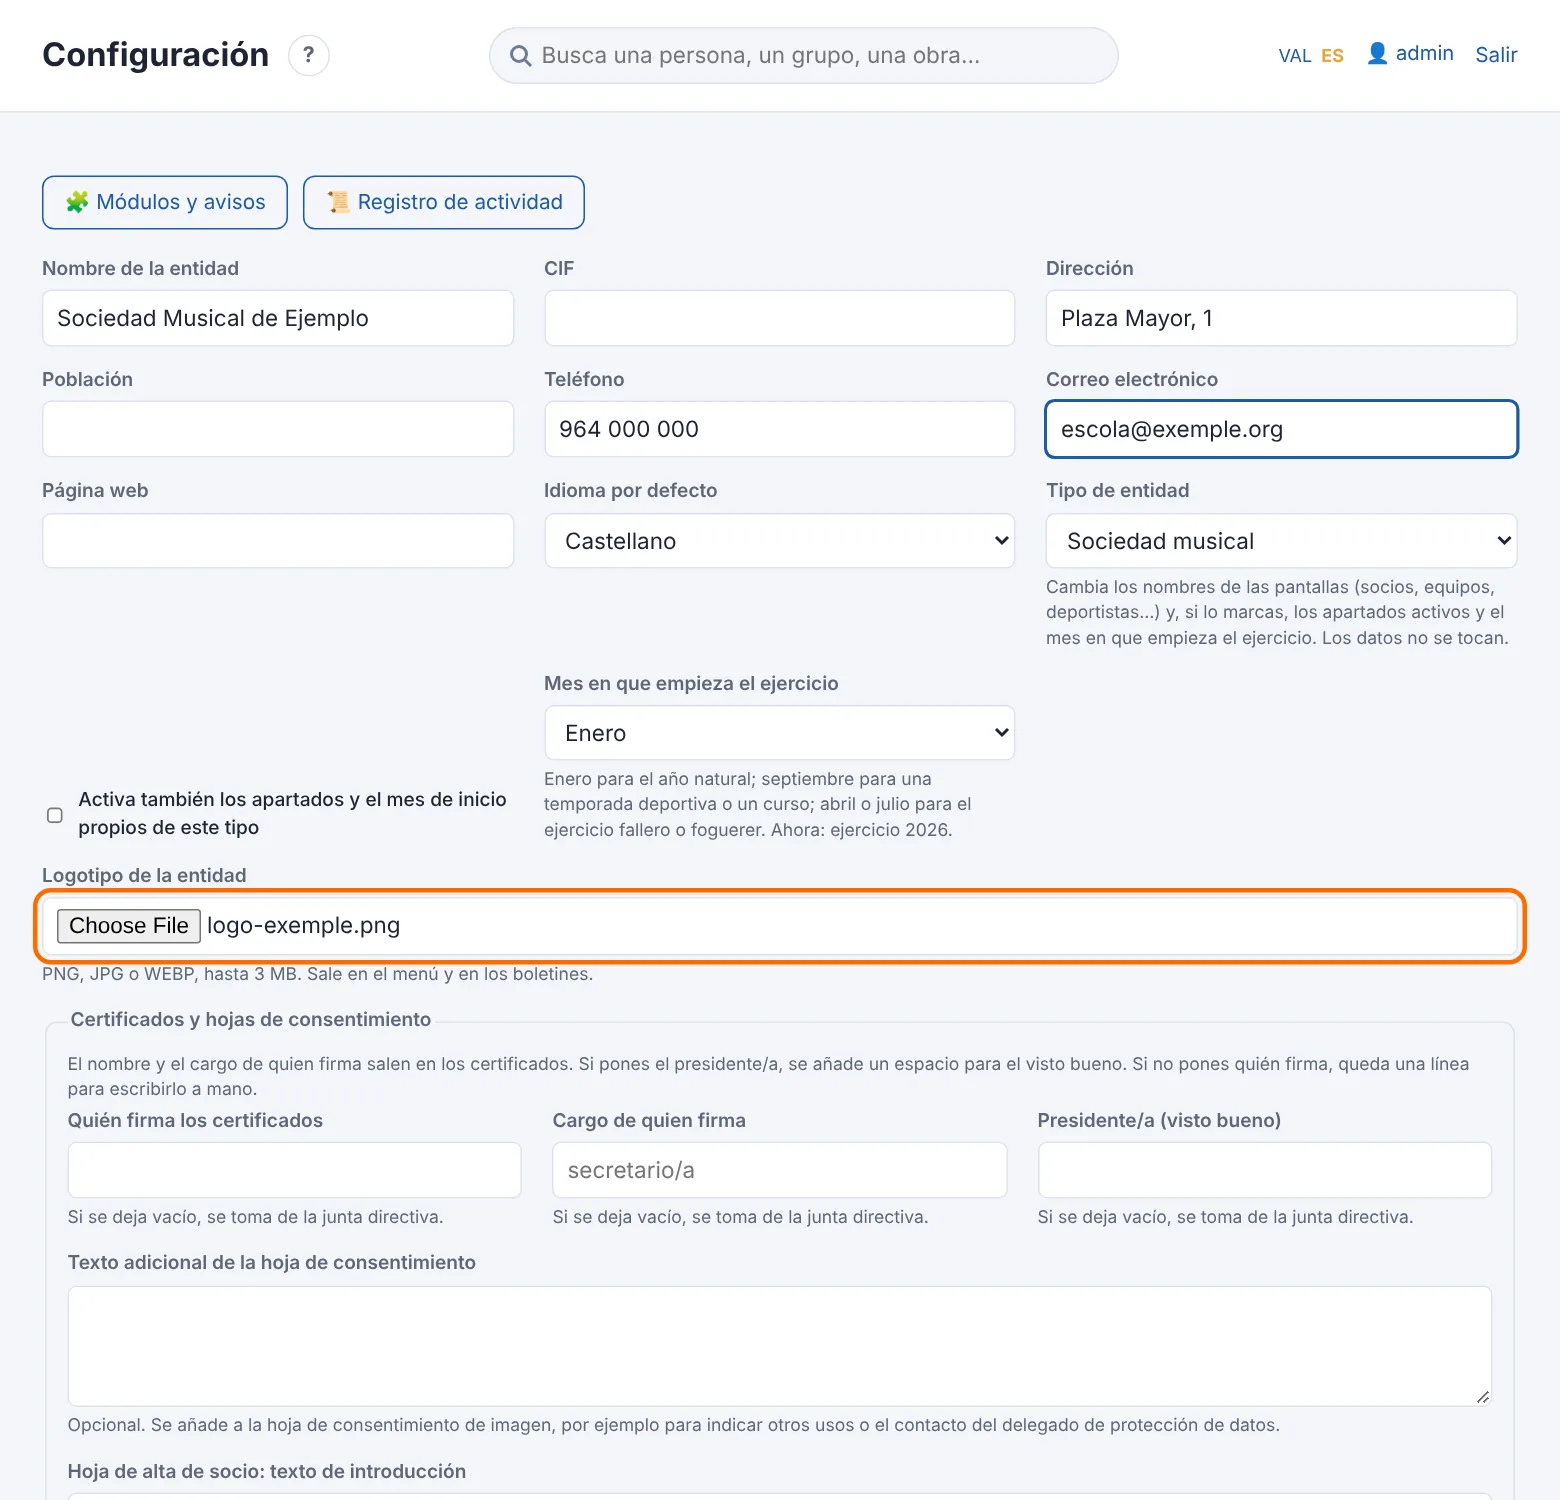 Configuración
?
Busca una persona, un grupo, una obra...
VAL ES
admin
Salir
Módulos y avisos
Registro de actividad
Nombre de la entidad
CIF
Dirección
Sociedad Musical de Ejemplo
Plaza Mayor, 1
Población
Teléfono
Correo electrónico
964 000 000
escola@exemple.org
Página web
Idioma por defecto
Tipo de entidad
Castellano
Sociedad musical
Cambia los nombres de las pantallas (socios, equipos,
deportistas...) y, si lo marcas, los apartados activos y el
mes en que empieza el ejercicio. Los datos no se tocan.
Mes en que empieza el ejercicio
Enero
Enero para el año natural; septiembre para una
temporada deportiva o un curso; abril o julio para el
ejercicio fallero o foguerer. Ahora: ejercicio 2026.
Activa también los apartados y el mes de inicio
propios de este tipo
Logotipo de la entidad
Choose File logo-exemple.png
PNG, JPG o WEBP, hasta 3 MB. Sale en el menú y en los boletines.
Certificados y hojas de consentimiento
El nombre y el cargo de quien firma salen en los certificados. Si pones el presidente/a, se añade un espacio para el visto bueno. Si no pones quién firma, queda una línea
para escribirlo a mano.
Quién firma los certificados
Cargo de quien firma
Presidente/a (visto bueno)
secretario/a
Si se deja vacío, se toma de la junta directiva.
Si se deja vacío, se toma de la junta directiva.
Si se deja vacío, se toma de la junta directiva.
Texto adicional de la hoja de consentimiento
Opcional. Se añade a la hoja de consentimiento de imagen, por ejemplo para indicar otros usos o el contacto del delegado de protección de datos.
Hoja de alta de socio: texto de introducción